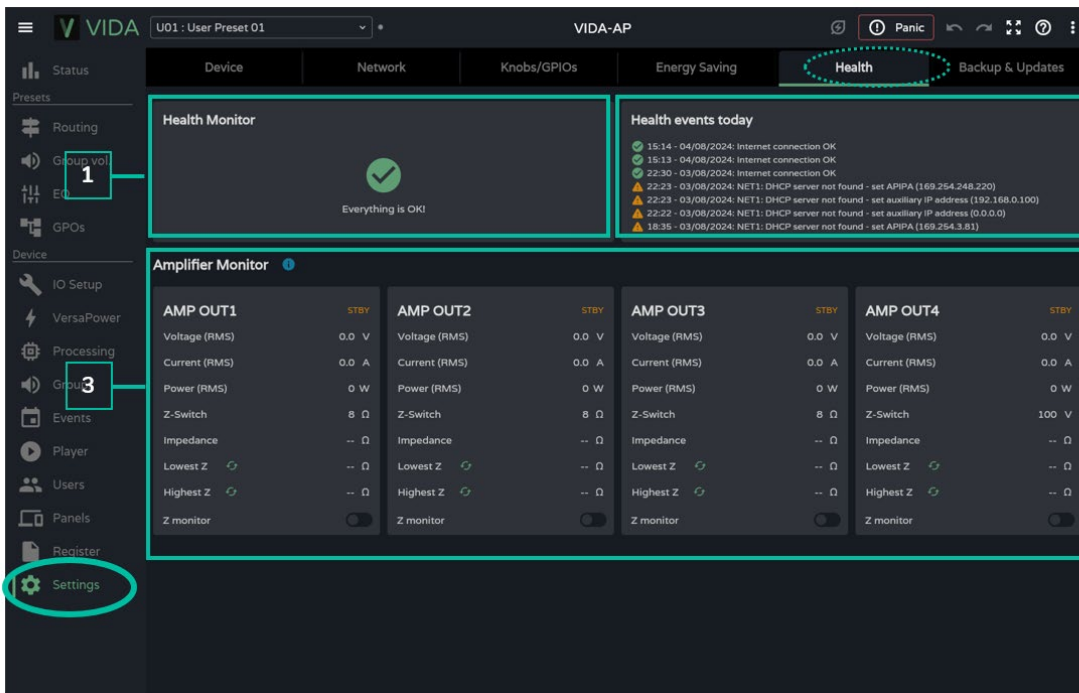 VIDA
U01 : User Preset 01
VIDA-AP
Panic
Status
Device
Network
Knobs/GPIOs
Energy Saving
Health
Backup & Updates
Presets
Routing
Group vol.
EQ
GPOs
Device
IO Setup
VersaPower
Processing
Events
Player
Users
Panels
Register
Settings
1
3
Health Monitor
Everything is OK!
Health events today
15:14 - 04/08/2024: Internet connection OK
15:13 - 04/08/2024: Internet connection OK
22:30 - 03/08/2024: Internet connection OK
22:23 - 03/08/2024: NET1: DHCP server not found - set APIPA (169.254.248.220)
22:23 - 03/08/2024: NET1: DHCP server not found - set auxiliary IP address (192.168.0.100)
22:22 - 03/08/2024: NET1: DHCP server not found - set auxiliary IP address (0.0.0.0)
18:35 - 03/08/2024: NET1: DHCP server not found - set APIPA (169.254.3.81)
Amplifier Monitor
AMP OUT1 STBY
Voltage (RMS) 0.0 V
Current (RMS) 0.0 A
Power (RMS) 0 W
Z-Switch 8 Ω
Impedance -- Ω
Lowest Z -- Ω
Highest Z -- Ω
Z monitor
AMP OUT2 STBY
Voltage (RMS) 0.0 V
Current (RMS) 0.0 A
Power (RMS) 0 W
Z-Switch 8 Ω
Impedance -- Ω
Lowest Z -- Ω
Highest Z -- Ω
Z monitor
AMP OUT3 STBY
Voltage (RMS) 0.0 V
Current (RMS) 0.0 A
Power (RMS) 0 W
Z-Switch 8 Ω
Impedance -- Ω
Lowest Z -- Ω
Highest Z -- Ω
Z monitor
AMP OUT4 STBY
Voltage (RMS) 0.0 V
Current (RMS) 0.0 A
Power (RMS) 0 W
Z-Switch 100 V
Impedance -- Ω
Lowest Z -- Ω
Highest Z -- Ω
Z monitor